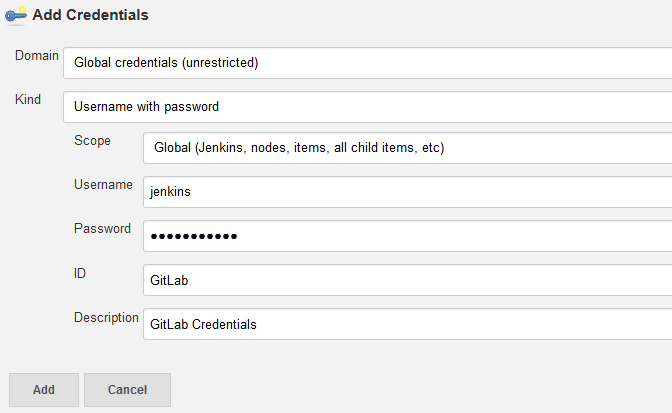 Add Credentials
Domain Global credentials (unrestricted)
Kind Username with password
Scope Global (Jenkins, nodes, items, all child items, etc)
Username jenkins
Password •••••••••••
ID GitLab
Description GitLab Credentials
Add Cancel